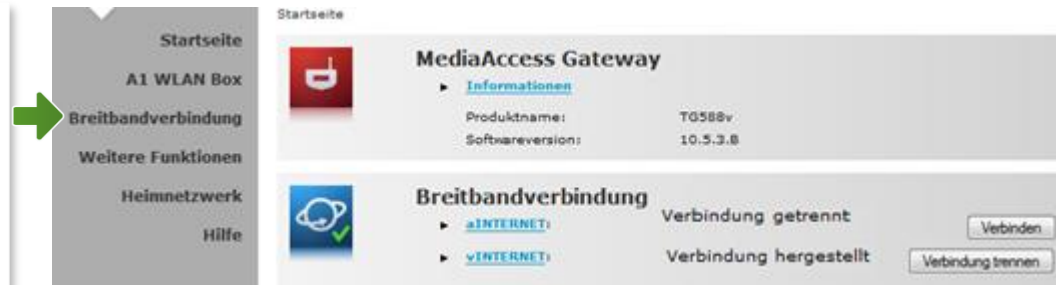 Startseite
Startseite
A1 WLAN Box
Breitbandverbindung
Weitere Funktionen
Heimnetzwerk
Hilfe
MediaAccess Gateway
Informationen
Produktname: TG588v
Softwareversion: 10.5.3.8
Breitbandverbindung
aINTERNET: Verbindung getrennt Verbinden
vINTERNET: Verbindung hergestellt Verbindung trennen